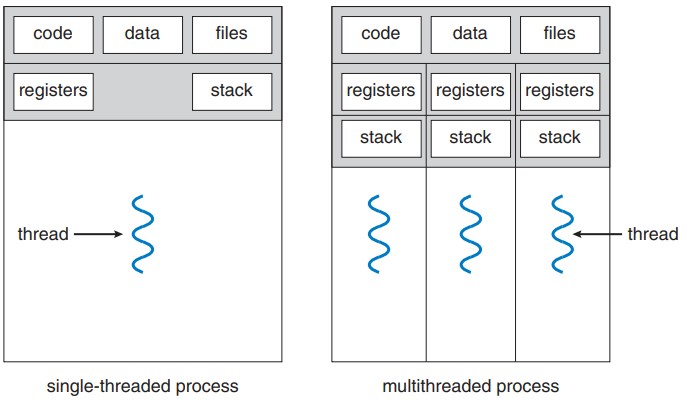 code data files
registers stack
thread
single-threaded process
code data files
registers registers registers
stack stack stack
thread
multithreaded process